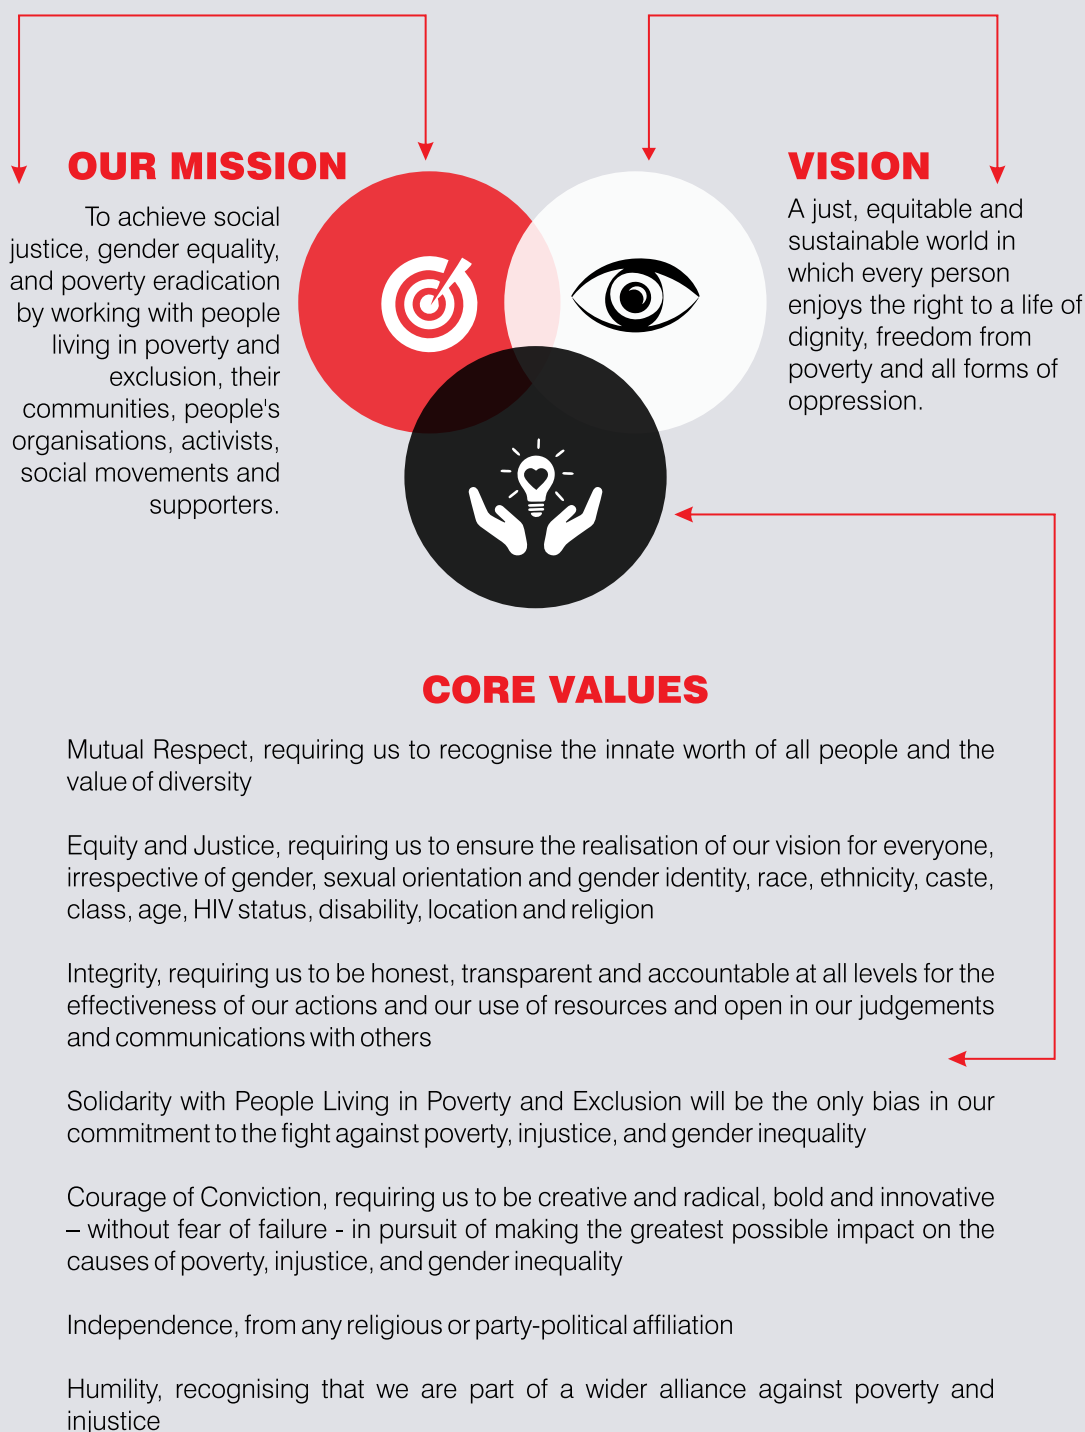 OUR MISSION
To achieve social
justice, gender equality,
and poverty eradication
by working with people
living in poverty and
exclusion, their
communities, people's
organisations, activists,
social movements and
supporters.
VISION
A just, equitable and
sustainable world in
which every person
enjoys the right to a life of
dignity, freedom from
poverty and all forms of
oppression.
CORE VALUES
Mutual Respect, requiring us to recognise the innate worth of all people and the
value of diversity
Equity and Justice, requiring us to ensure the realisation of our vision for everyone,
irrespective of gender, sexual orientation and gender identity, race, ethnicity, caste,
class, age, HIV status, disability, location and religion
Integrity, requiring us to be honest, transparent and accountable at all levels for the
effectiveness of our actions and our use of resources and open in our judgements
and communications with others
Solidarity with People Living in Poverty and Exclusion will be the only bias in our
commitment to the fight against poverty, injustice, and gender inequality
Courage of Conviction, requiring us to be creative and radical, bold and innovative
– without fear of failure - in pursuit of making the greatest possible impact on the
causes of poverty, injustice, and gender inequality
Independence, from any religious or party-political affiliation
Humility, recognising that we are part of a wider alliance against poverty and
injustice